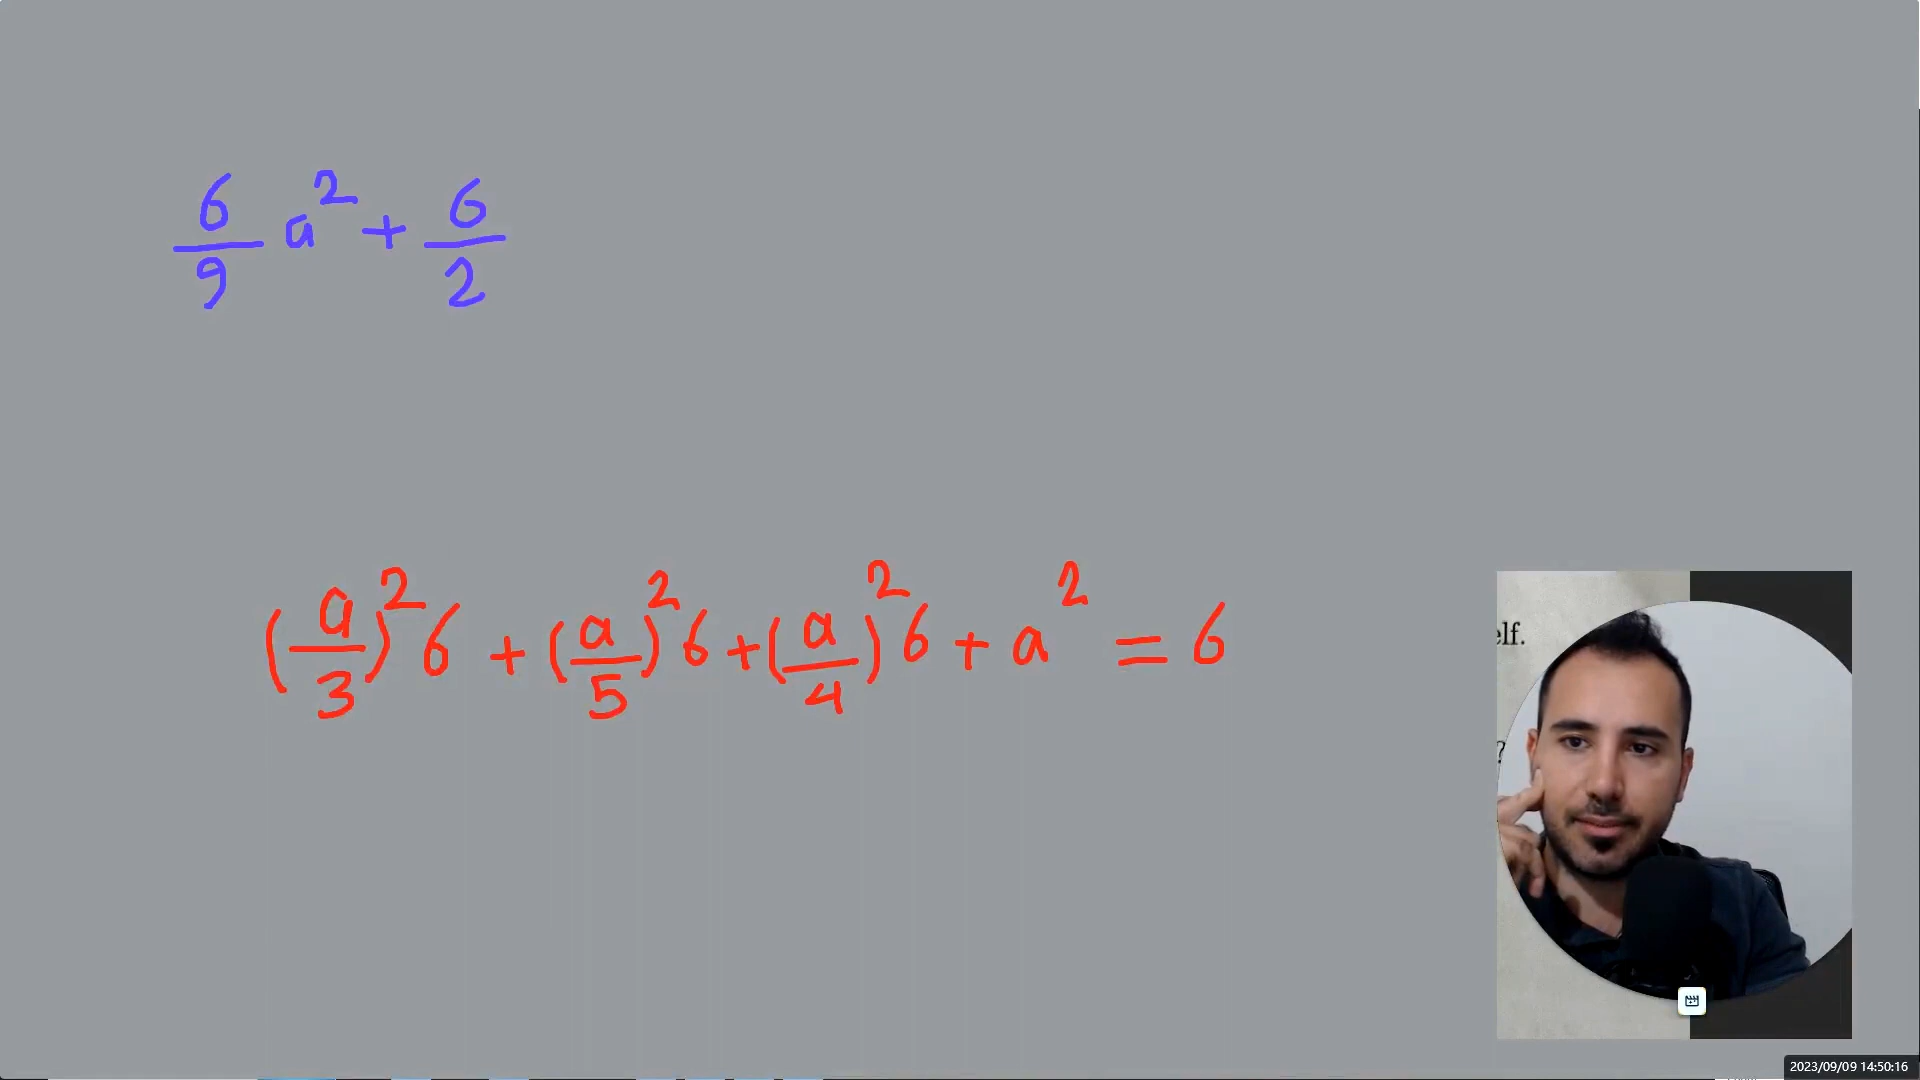 6/9 a² + 6/2
(a/3)² 6 + (a/5)² 6 + (a/4)² 6 + a² = 6
elf.
?
2023/09/09 14:50:16